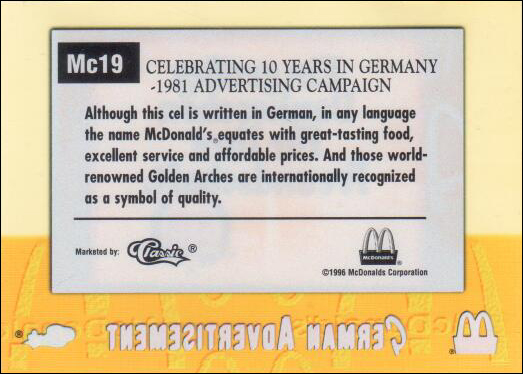 Mc19
CELEBRATING 10 YEARS IN GERMANY
-1981 ADVERTISING CAMPAIGN
Although this cel is written in German, in any language
the name McDonald's® equates with great-tasting food,
excellent service and affordable prices. And those world-
renowned Golden Arches are internationally recognized
as a symbol of quality.
Marketed by: Classic ®
McDonald's
©1996 McDonalds Corporation
GERMAN ADVERTISEMENT ®